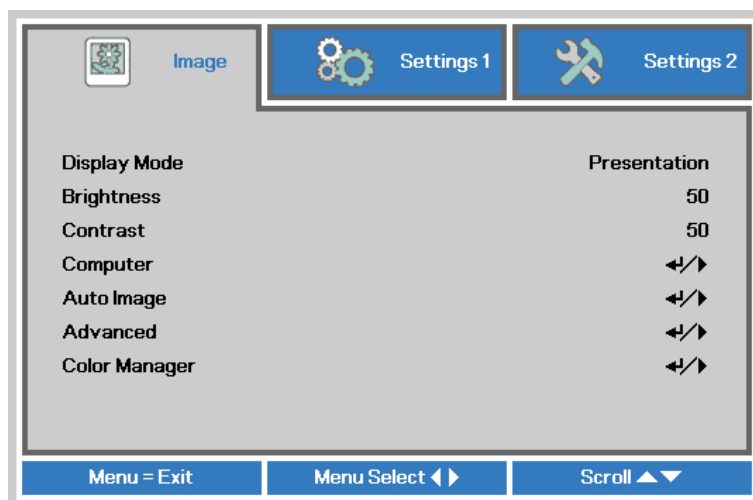 Image
Settings 1
Settings 2
Display Mode Presentation
Brightness 50
Contrast 50
Computer ↵/▶
Auto Image ↵/▶
Advanced ↵/▶
Color Manager ↵/▶
Menu = Exit
Menu Select ◀▶
Scroll ▲▼